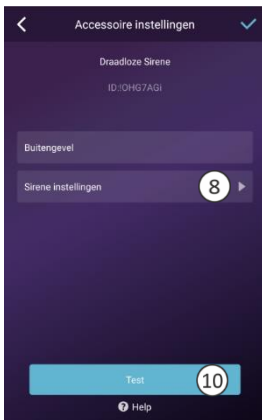 Accessoire instellingen
Draadloze Sirene
ID:!OHG7AGi
Buitengevel
Sirene instellingen 8
Test 10
Help